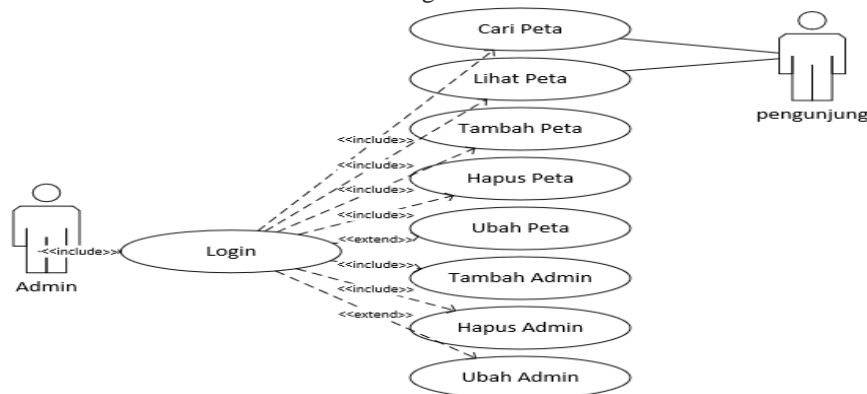 Cari Peta
Lihat Peta
pengunjung
Tambah Peta
<<include>>
<<include>>
Hapus Peta
<<include>>
<<include>>
Ubah Peta
<<extend>>
<<include>>
Login
<<include>>
Tambah Admin
Admin
<<include>>
<<extend>>
Hapus Admin
Ubah Admin